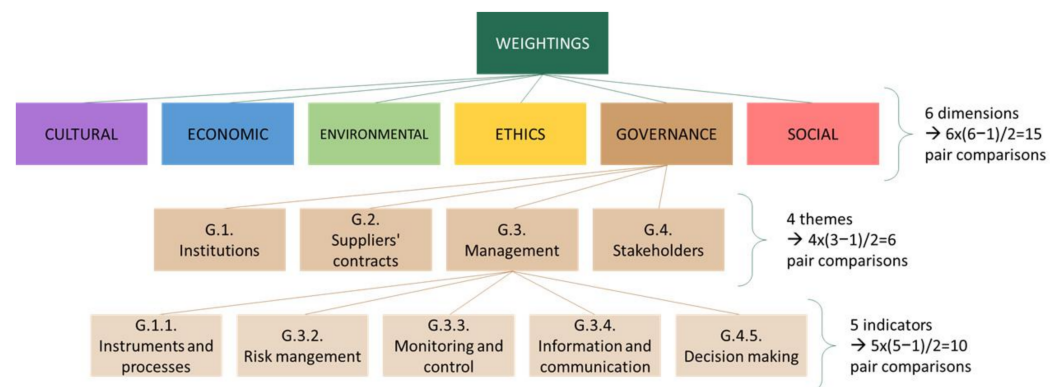 WEIGHTINGS
CULTURAL
ECONOMIC
ENVIRONMENTAL
ETHICS
GOVERNANCE
SOCIAL
6 dimensions
→ 6x(6−1)/2=15
pair comparisons
G.1.
Institutions
G.2.
Suppliers'
contracts
G.3.
Management
G.4.
Stakeholders
4 themes
→ 4x(3−1)/2=6
pair comparisons
G.1.1.
Instruments and
processes
G.3.2.
Risk mangement
G.3.3.
Monitoring and
control
G.3.4.
Information and
communication
G.4.5.
Decision making
5 indicators
→ 5x(5−1)/2=10
pair comparisons